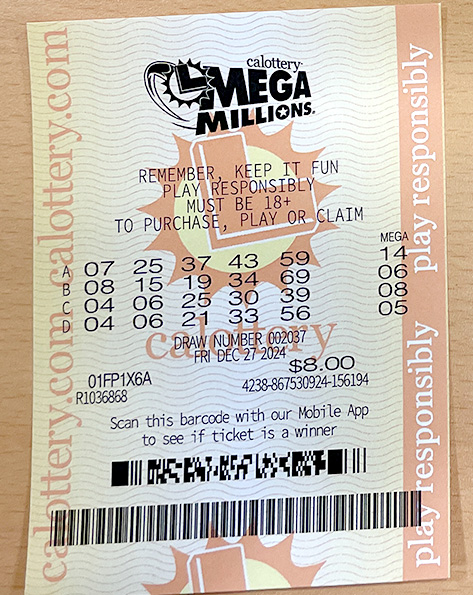 calottery
MEGA
MILLIONS
REMEMBER, KEEP IT FUN
PLAY RESPONSIBLY
MUST BE 18+
TO PURCHASE, PLAY OR CLAIM
MEGA
A 07 25 37 43 59 14
B 08 15 19 34 69 06
C 04 06 25 30 39 08
D 04 06 21 33 56 05
calottery
DRAW NUMBER 002037
FRI DEC 27 2024
$8.00
01FP1X6A
4238-867530924-156194
R1036868
Scan this barcode with our Mobile App
to see if ticket is a winner
calottery.com calottery.com
play responsibly play responsibly